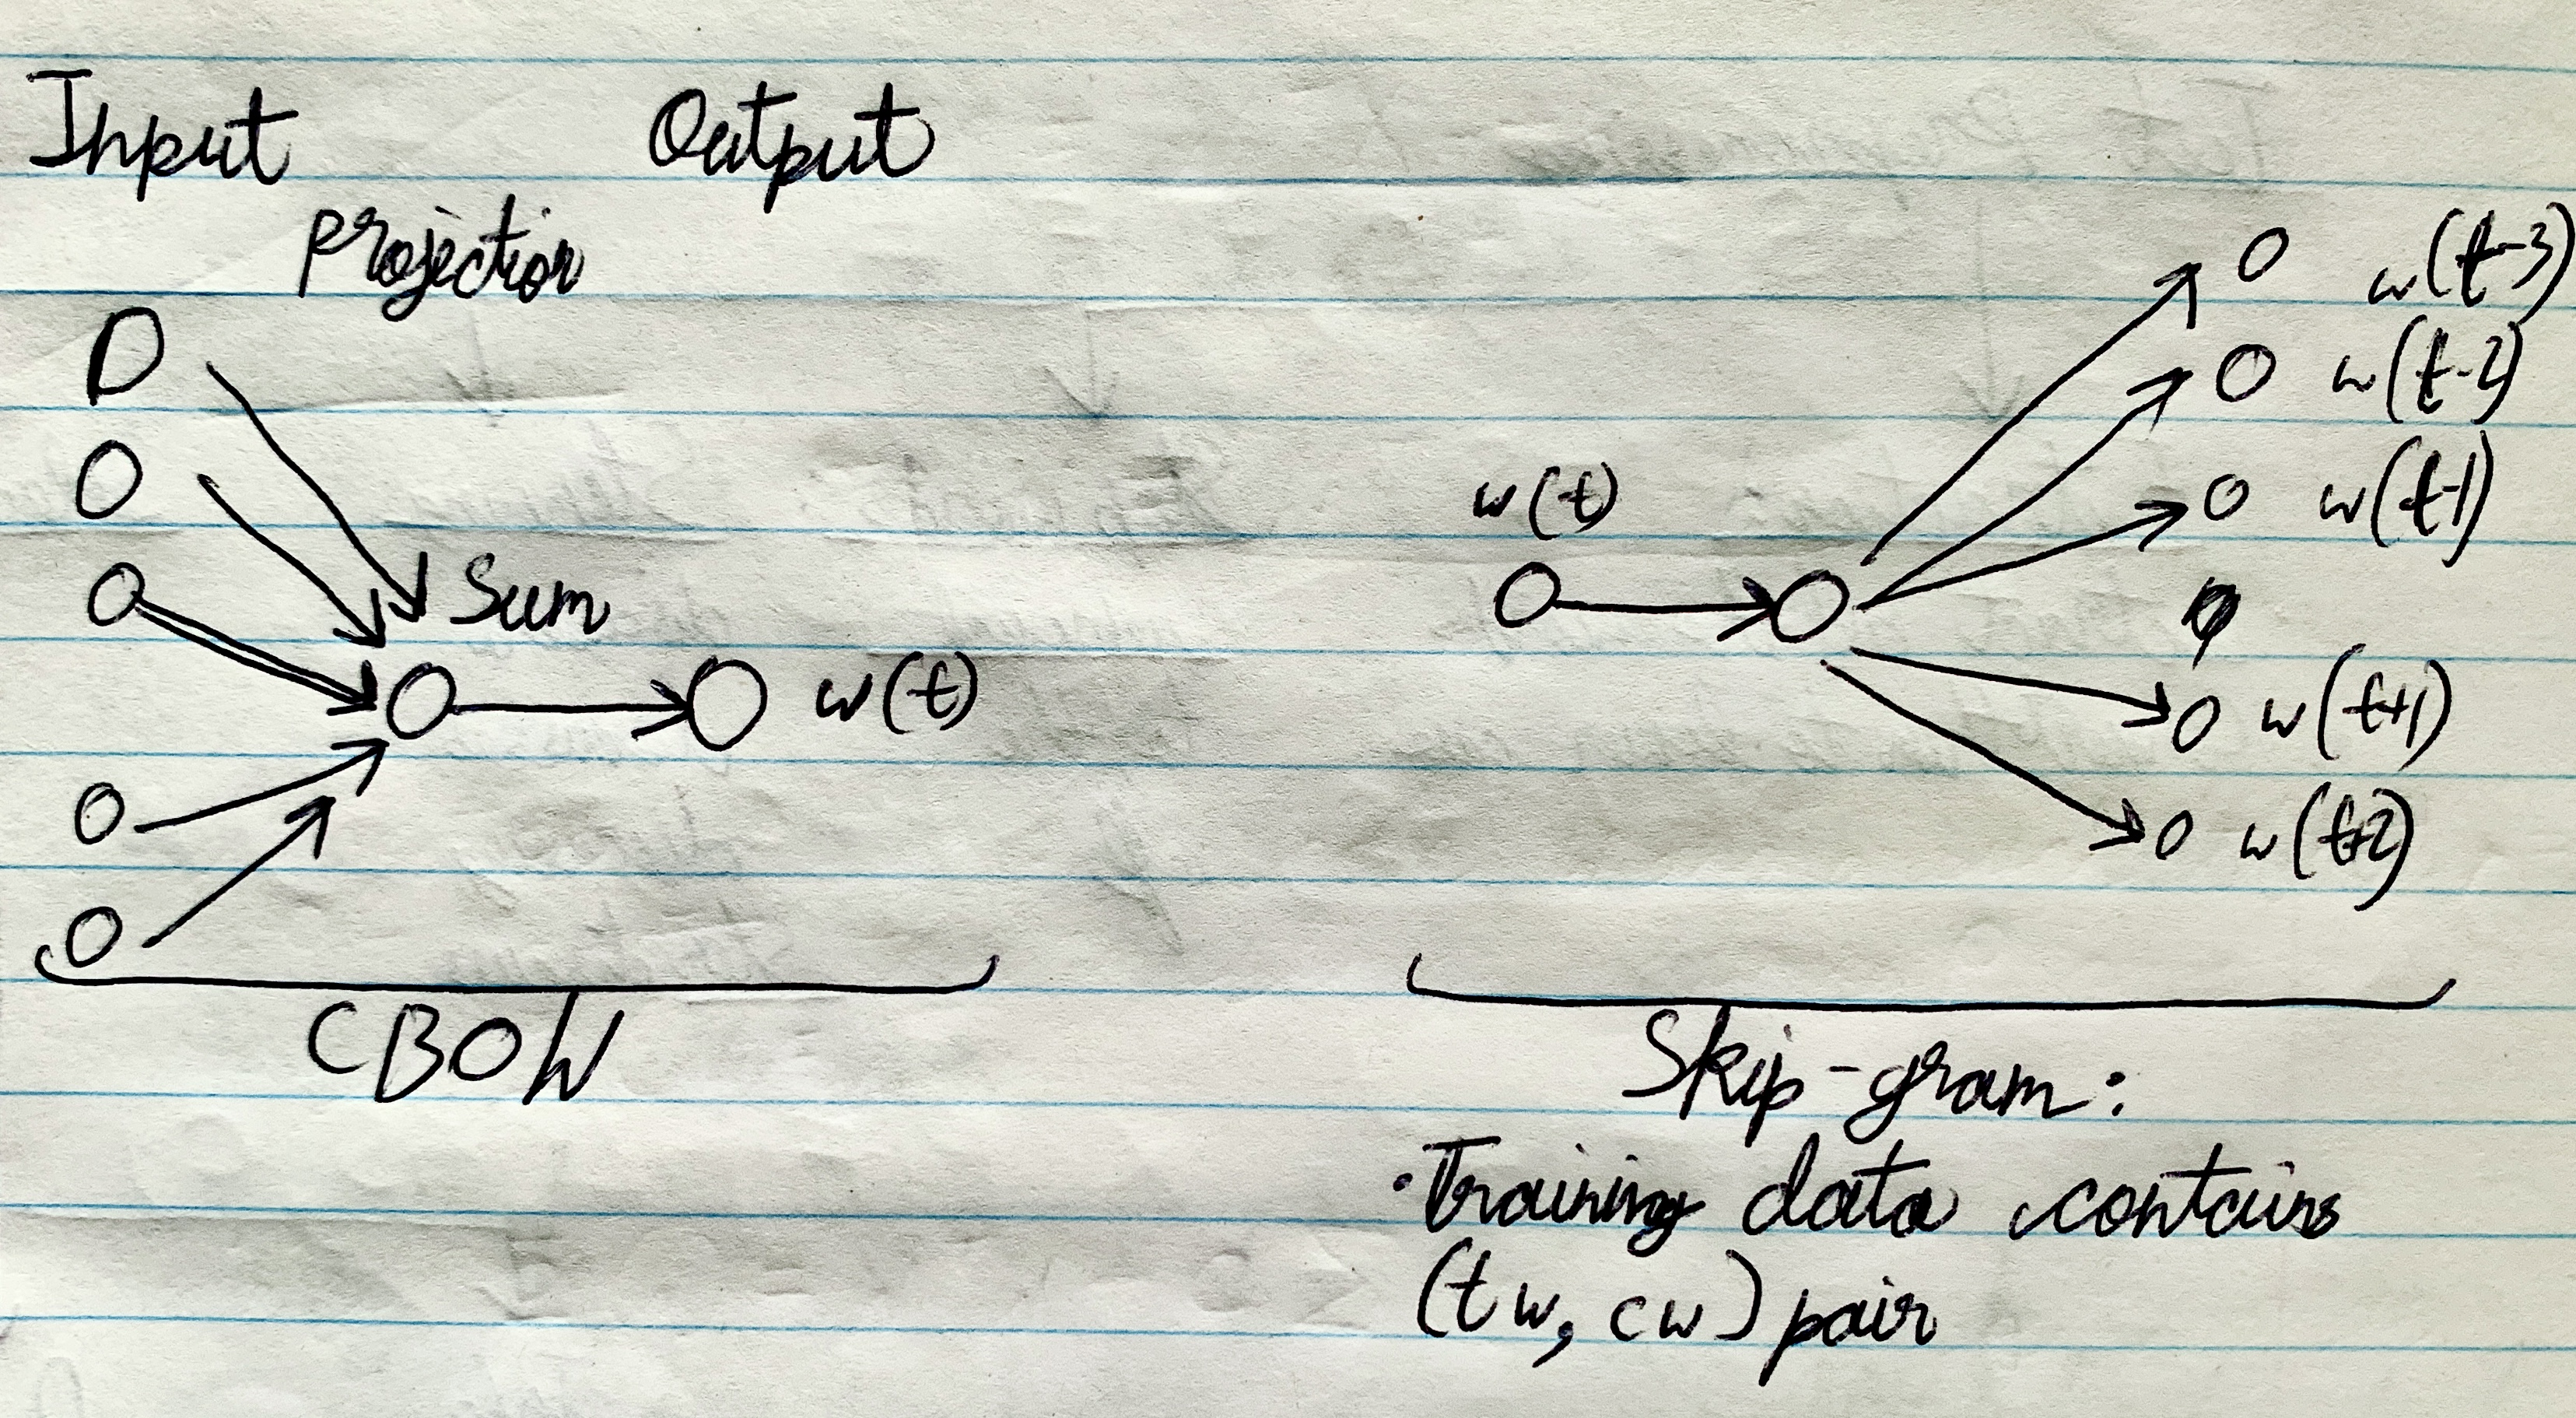 Input Output
Projection
Sum
w(t)
CBOW
w(t)
w(t-3)
w(t-2)
w(t-1)
w(t+1)
w(t+2)
Skip-gram:
·Training data contains
(tw, cw) pair